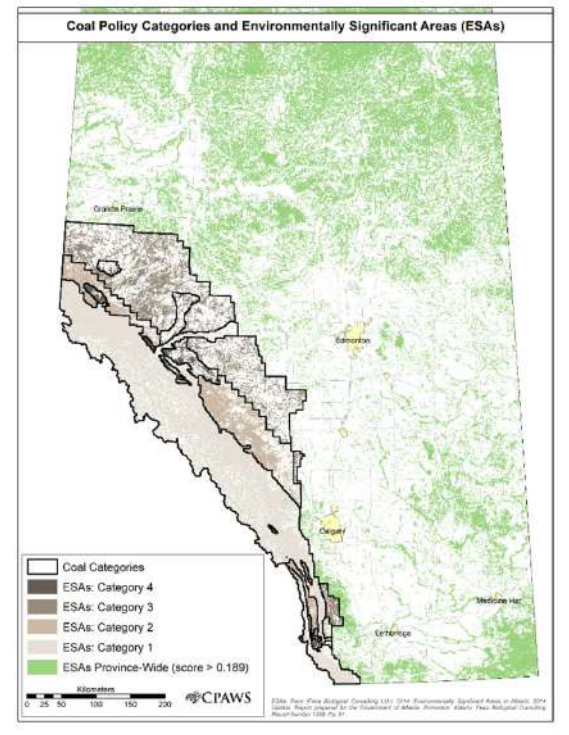 Coal Policy Categories and Environmentally Significant Areas (ESAs)
Grande Prairie
Edmonton
Calgary
Medicine Hat
Lethbridge
Coal Categories
ESAs: Category 4
ESAs: Category 3
ESAs: Category 2
ESAs: Category 1
ESAs Province-Wide (score > 0.189)
Kilometers
0 25 50 100 150 200
CPAWS